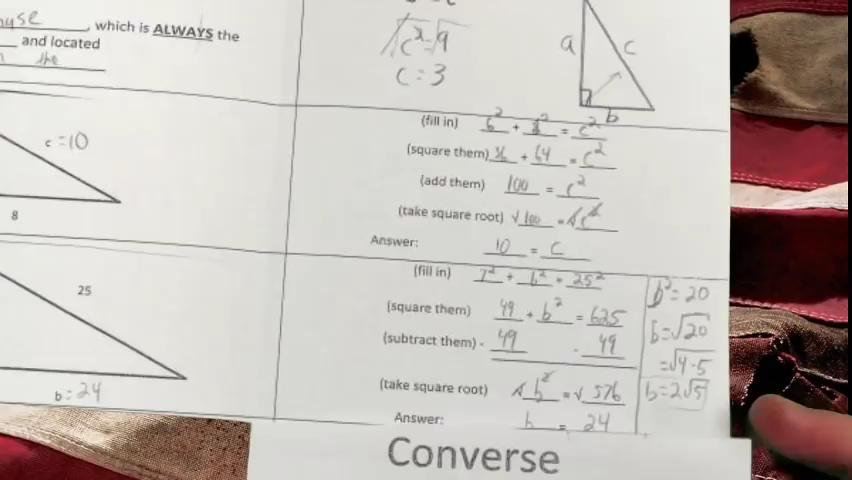 , which is ALWAYS the
and located
the
√c² = √9
c = 3
a
c
b
c = 10
8
(fill in) 6² + 8² = c²
(square them) 36 + 64 = c²
(add them) 100 = c²
(take square root) √100 = √c²
Answer: 10 = c
25
b = 24
(fill in) 7² + b² = 25²
(square them) 49 + b² = 625
(subtract them) - 49 - 49
(take square root) √b² = √576
Answer: b = 24
b² = 20
b = √20
= √4·5
b = 2√5
Converse